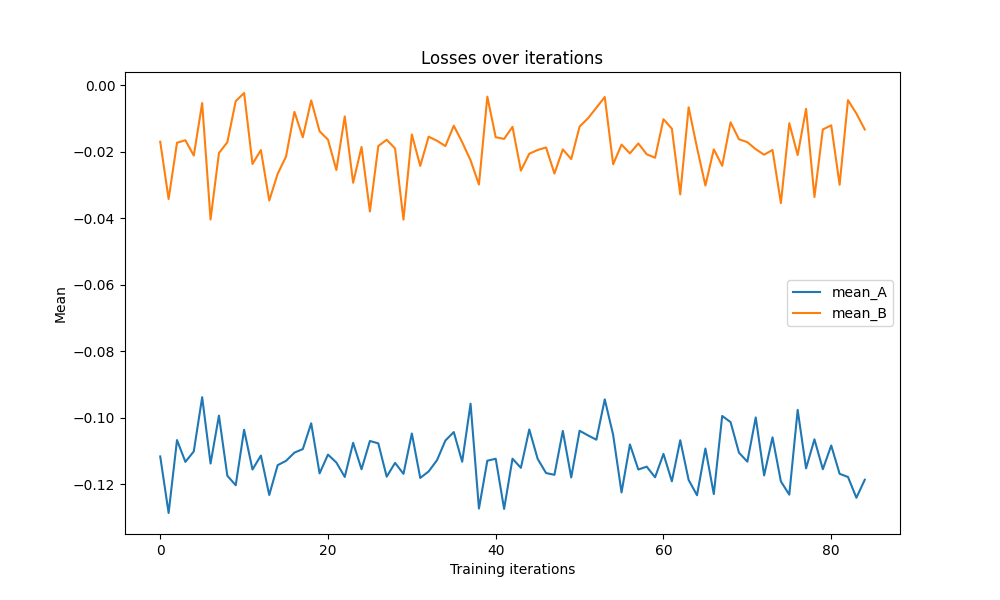 Losses over iterations
Mean
0.00
−0.02
−0.04
−0.06
−0.08
−0.10
−0.12
mean_A
mean_B
0
20
40
60
80
Training iterations